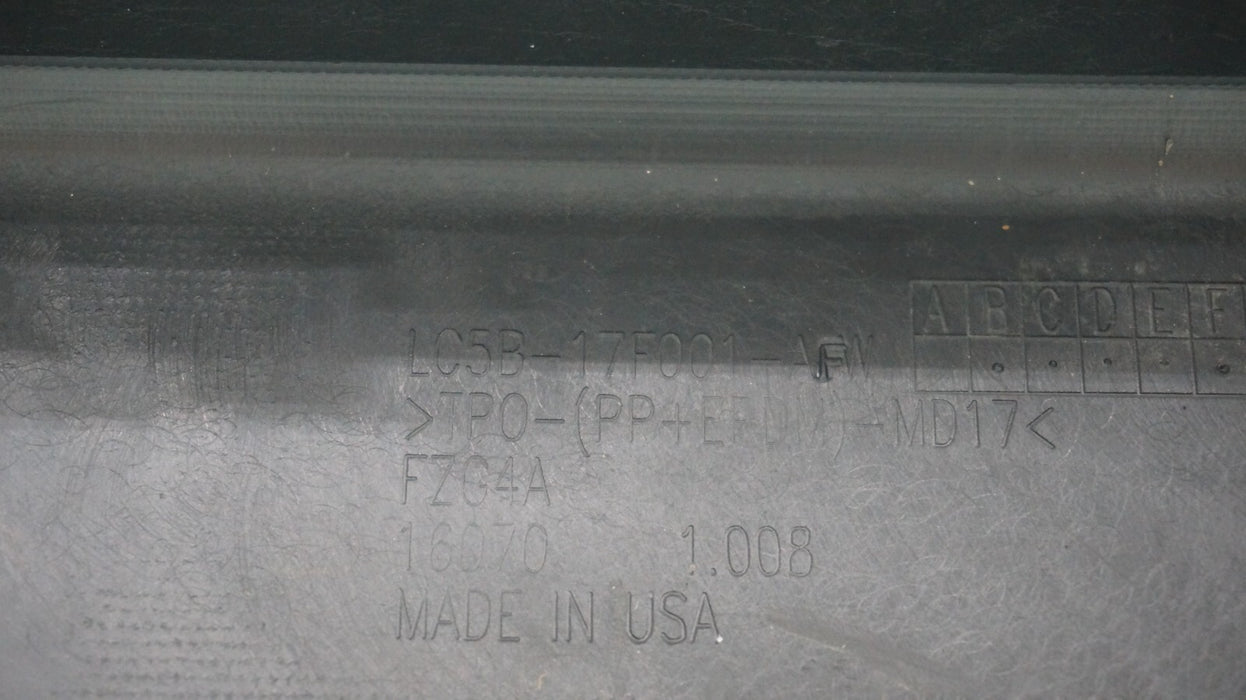 A B C D E F
LC5B-17F001-AFW
>TPO-(PP+EPDM)-MD17<
FZC4A
16070 1.008
MADE IN USA